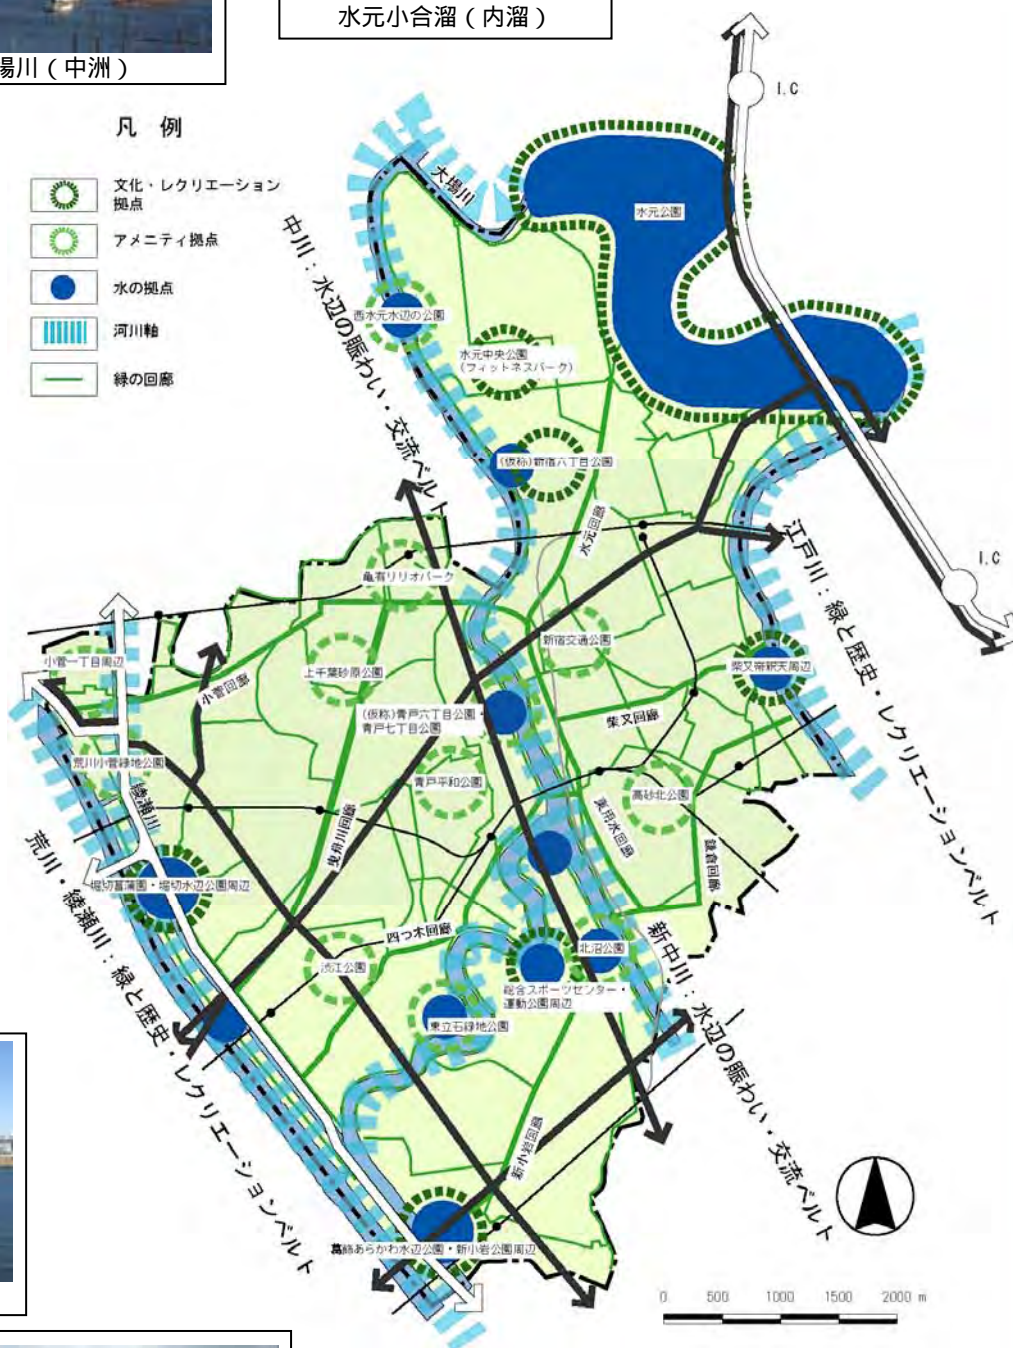 水元小合溜（内溜）
場川（中洲）
凡 例
文化・レクリエーション
拠点
アメニティ拠点
水の拠点
河川軸
緑の回廊
I.C
大場川
水元公園
中川：水辺の賑わい・交流ベルト
西水元水辺の公園
水元中央公園
（フィットネスパーク）
(仮称)新宿六丁目公園
水元回廊
亀有リリオパーク
江戸川：緑と歴史・レクリエーションベルト
I.C
新宿交通公園
小菅一丁目周辺
上千葉砂原公園
柴又帝釈天周辺
小菅回廊
(仮称)青戸六丁目公園・
青戸七丁目公園
柴又回廊
荒川小菅緑地公園
青戸平和公園
高砂北公園
綾瀬川
曳舟川回廊
東用水回廊
鎌倉回廊
荒川・綾瀬川：緑と歴史・レクリエーションベルト
堀切菖蒲園・堀切水辺公園周辺
四つ木回廊
北沼公園
新中川：水辺の賑わい・交流ベルト
渋江公園
総合スポーツセンター・
運動公園周辺
東立石緑地公園
新小岩回廊
葛飾あらかわ水辺公園・新小岩公園周辺
0 500 1000 1500 2000 m